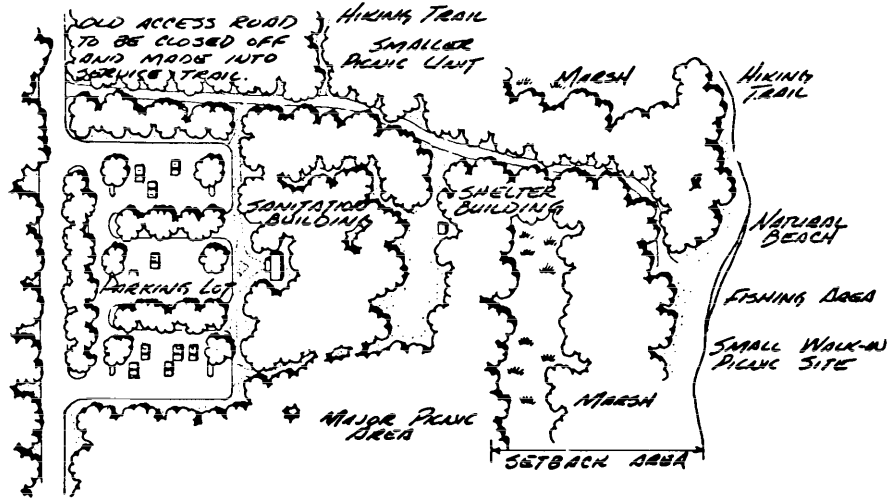 OLD ACCESS ROAD
TO BE CLOSED OFF
AND MADE INTO
SERVICE TRAIL.
HIKING TRAIL
SMALLER
PICNIC UNIT
MARSH
HIKING
TRAIL
SANITATION
BUILDING
SHELTER
BUILDING
NATURAL
BEACH
PARKING LOT
FISHING AREA
SMALL WALK-IN
PICNIC SITE
MARSH
MAJOR PICNIC
AREA
SETBACK AREA